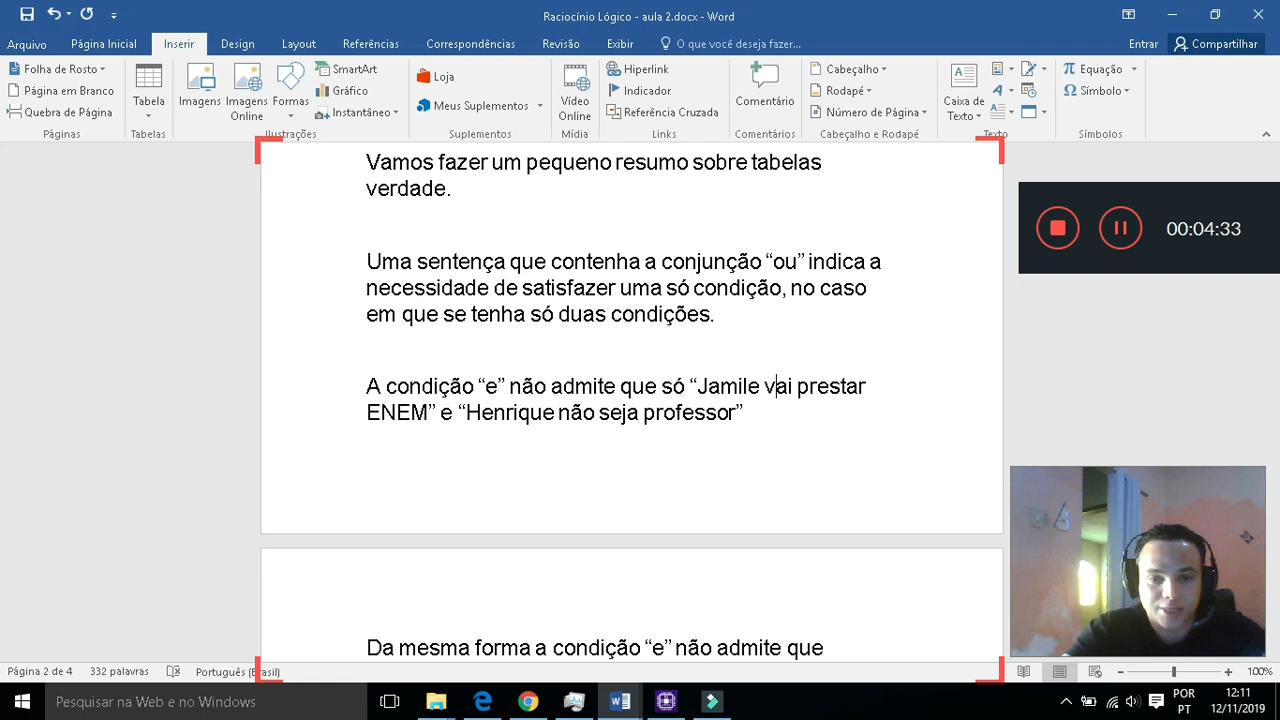 Raciocínio Lógico - aula 2.docx - Word
Arquivo Página Inicial Inserir Design Layout Referências Correspondências Revisão Exibir O que você deseja fazer... Entrar Compartilhar
Folha de Rosto
Página em Branco
Quebra de Página
Páginas
Tabela
Tabelas
Imagens
Imagens Online
Formas
SmartArt
Gráfico
Instantâneo
Ilustrações
Loja
Meus Suplementos
Suplementos
Vídeo Online
Mídia
Hiperlink
Indicador
Referência Cruzada
Links
Comentário
Comentários
Cabeçalho
Rodapé
Número de Página
Cabeçalho e Rodapé
Caixa de Texto
Texto
Equação
Símbolo
Símbolos
Vamos fazer um pequeno resumo sobre tabelas
verdade.
Uma sentença que contenha a conjunção “ou” indica a
necessidade de satisfazer uma só condição, no caso
em que se tenha só duas condições.
A condição “e” não admite que só “Jamile vai prestar
ENEM” e “Henrique não seja professor”
Da mesma forma a condição “e” não admite que
00:04:33
Página 2 de 4 332 palavras Português (Brasil) 100%
Pesquisar na Web e no Windows
POR
PT
12:11
12/11/2019